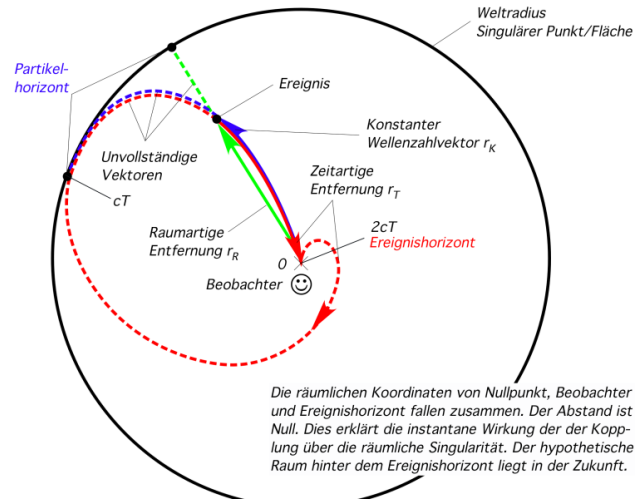 Weltradius
Singulärer Punkt/Fläche
Partikel-
horizont
Ereignis
Konstanter
Wellenzahlvektor rK
Unvollständige
Vektoren
Zeitartige
Entfernung rT
cT
Raumartige
Entfernung rR
2cT
Ereignishorizont
0
Beobachter
Die räumlichen Koordinaten von Nullpunkt, Beobachter
und Ereignishorizont fallen zusammen. Der Abstand ist
Null. Dies erklärt die instantane Wirkung der der Kopp-
lung über die räumliche Singularität. Der hypothetische
Raum hinter dem Ereignishorizont liegt in der Zukunft.